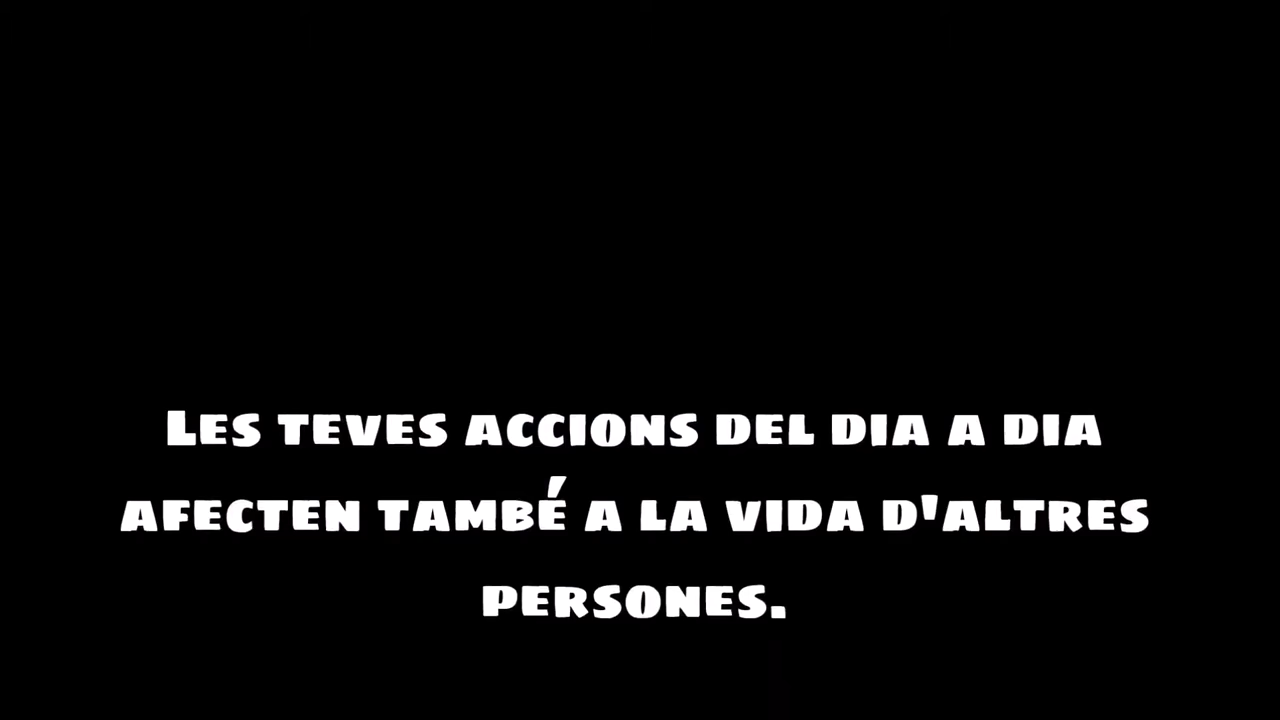 Les teves accions del dia a dia
afecten també a la vida d'altres
persones.